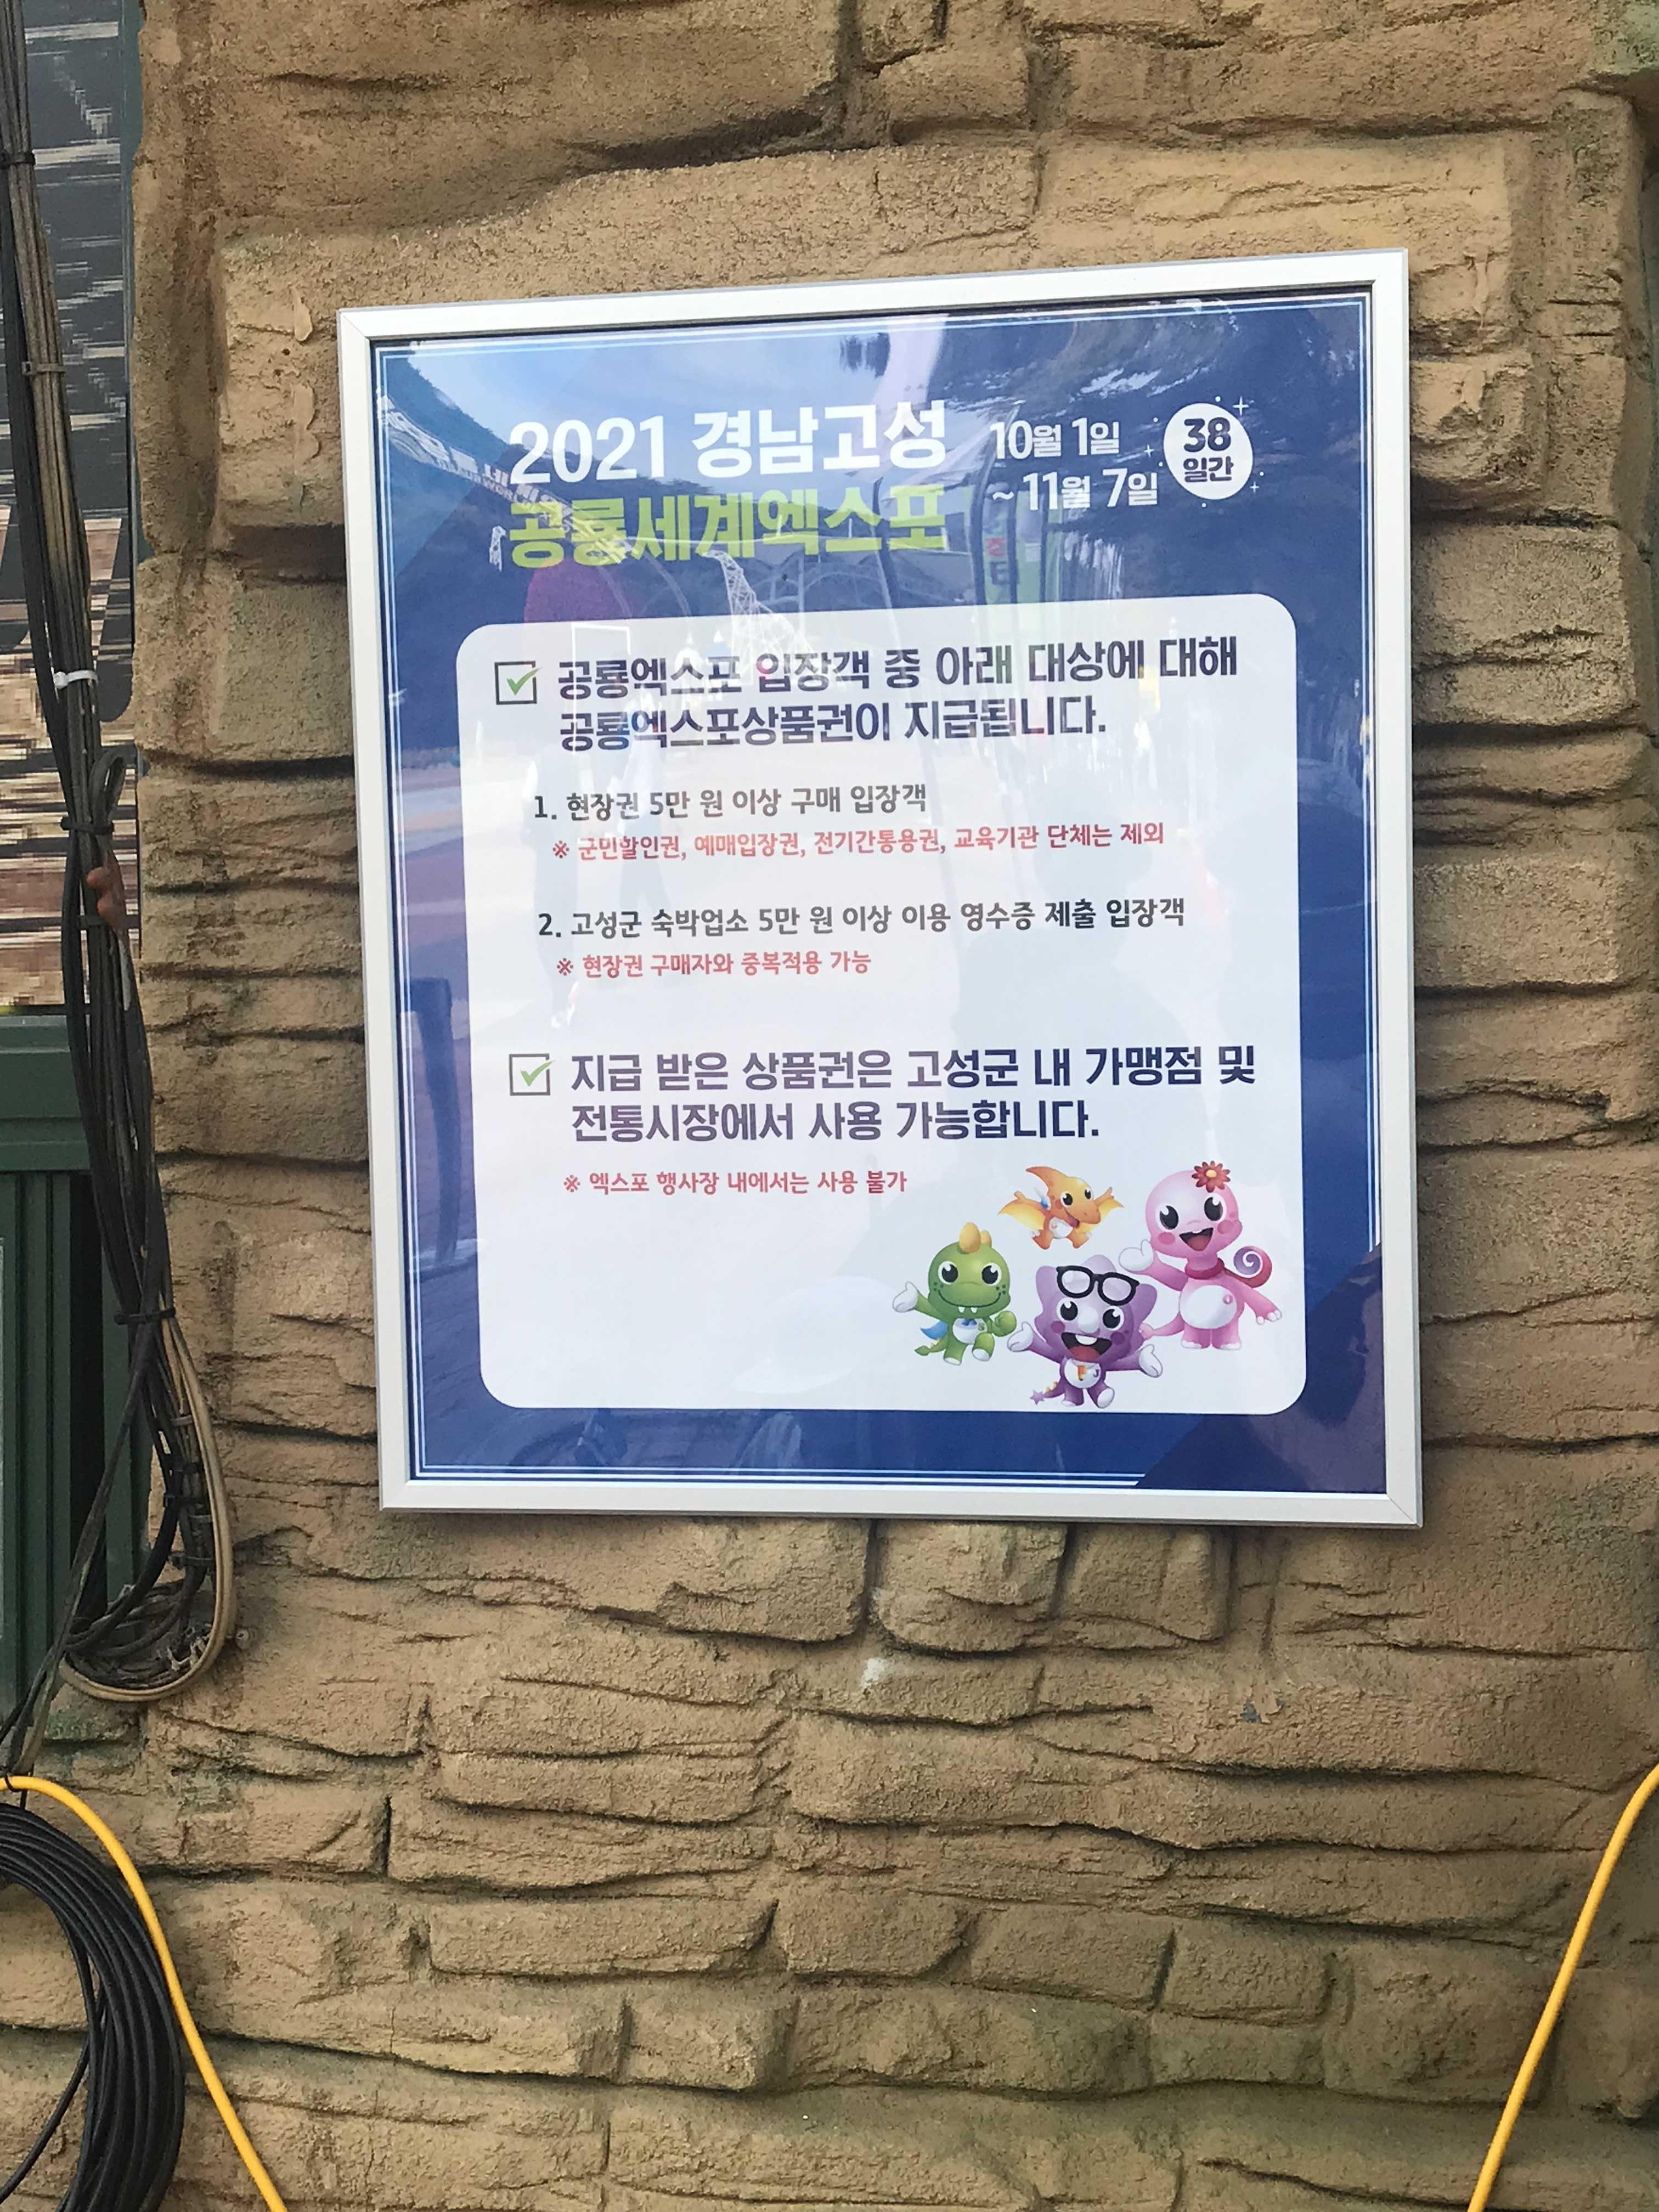 2021 경남고성
공룡세계엑스포
10월 1일
~ 11월 7일
38
일간
공룡엑스포 입장객 중 아래 대상에 대해
공룡엑스포상품권이 지급됩니다.
1. 현장권 5만 원 이상 구매 입장객
※ 군민할인권, 예매입장권, 전기간통용권, 교육기관 단체는 제외
2. 고성군 숙박업소 5만 원 이상 이용 영수증 제출 입장객
※ 현장권 구매자와 중복적용 가능
지급 받은 상품권은 고성군 내 가맹점 및
전통시장에서 사용 가능합니다.
※ 엑스포 행사장 내에서는 사용 불가